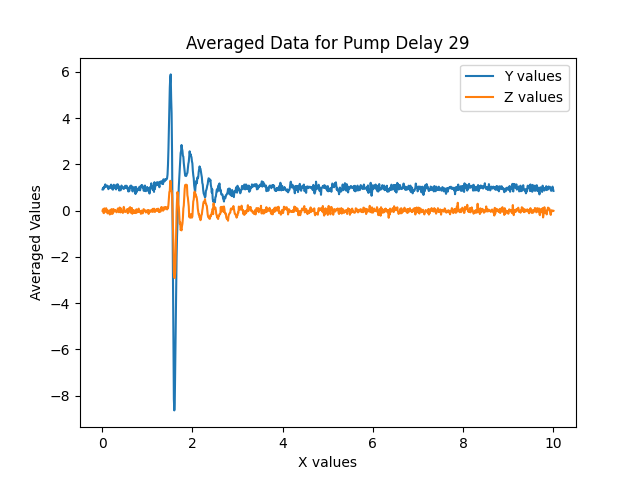 Averaged Data for Pump Delay 29
Y values
Z values
6
4
2
0
−2
−4
−6
−8
Averaged Values
0
2
4
6
8
10
X values